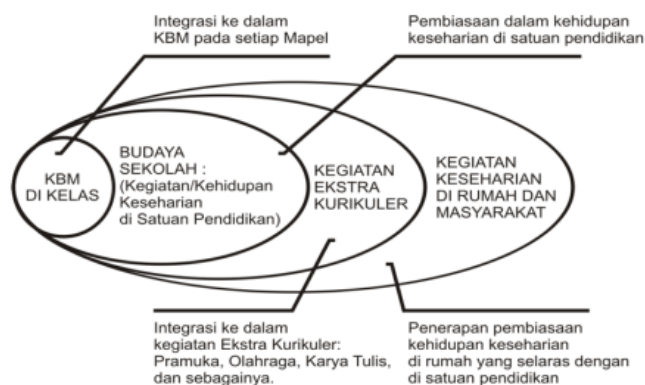 Integrasi ke dalam
KBM pada setiap Mapel
Pembiasaan dalam kehidupan
keseharian di satuan pendidikan
KBM
DI KELAS
BUDAYA
SEKOLAH :
(Kegiatan/Kehidupan
Keseharian
di Satuan Pendidikan)
KEGIATAN
EKSTRA
KURIKULER
KEGIATAN
KESEHARIAN
DI RUMAH DAN
MASYARAKAT
Integrasi ke dalam
kegiatan Ekstra Kurikuler:
Pramuka, Olahraga, Karya Tulis,
dan sebagainya.
Penerapan pembiasaan
kehidupan keseharian
di rumah yang selaras dengan
di satuan pendidikan